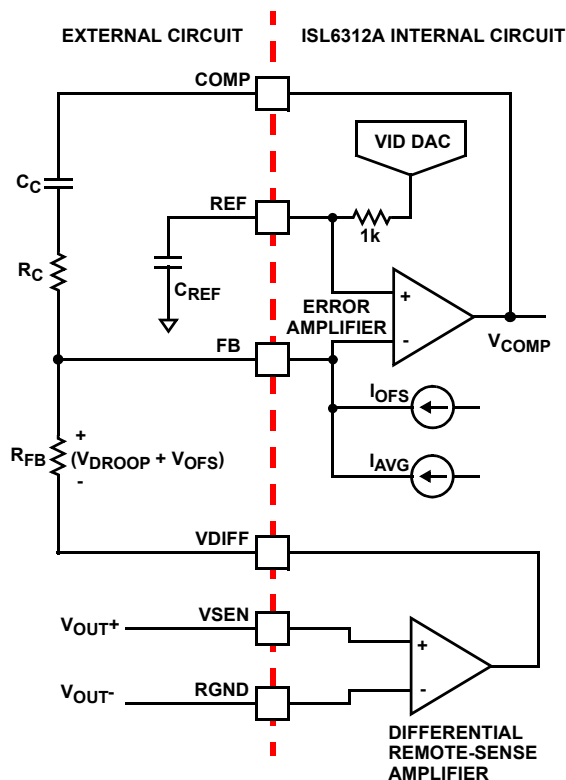 EXTERNAL CIRCUIT
ISL6312A INTERNAL CIRCUIT
COMP
VID DAC
CC
REF
1k
RC
CREF
ERROR
AMPLIFIER
+
-
VCOMP
FB
IOFS
RFB
+
(VDROOP + VOFS)
-
IAVG
VDIFF
VOUT+
VSEN
+
VOUT-
RGND
-
DIFFERENTIAL
REMOTE-SENSE
AMPLIFIER